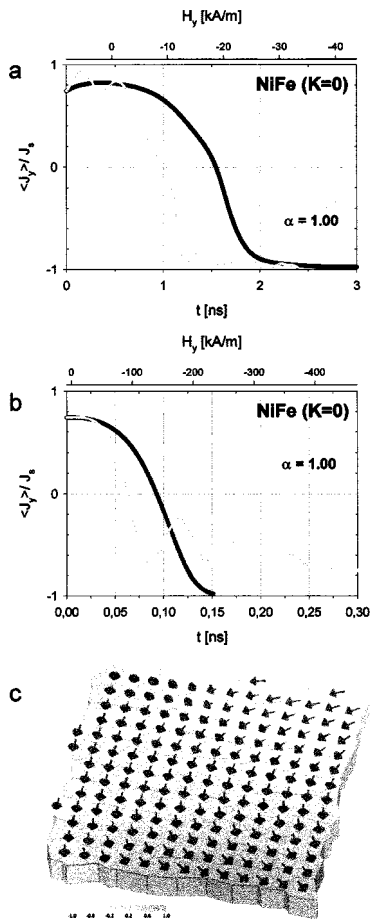 H_y [kA/m]
0 -10 -20 -30 -40
a
1
NiFe (K=0)
<J_y>/ J_s
0
α = 1.00
-1
0 1 2 3
t [ns]
H_y [kA/m]
0 -100 -200 -300 -400
b
1
NiFe (K=0)
<J_y>/ J_s
0
α = 1.00
-1
0,00 0,05 0,10 0,15 0,20 0,25 0,30
t [ns]
c